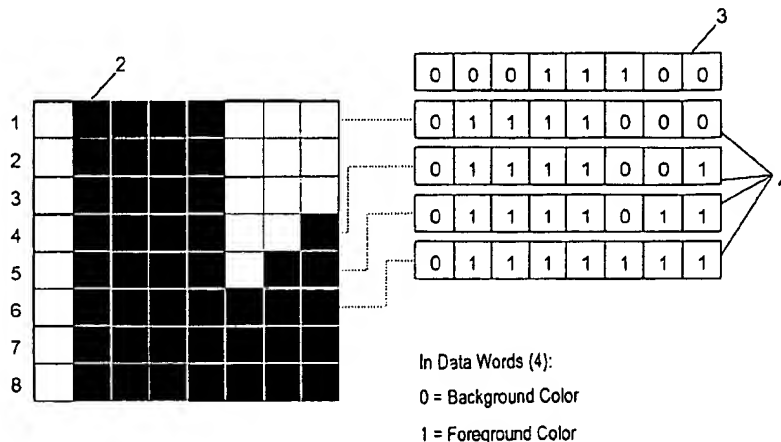 2
3
0 0 0 1 1 1 0 0
1
0 1 1 1 1 0 0 0
2
3
0 1 1 1 1 0 0 1
4
4
0 1 1 1 1 0 1 1
5
0 1 1 1 1 1 1 1
6
7
8
In Data Words (4):
0 = Background Color
1 = Foreground Color